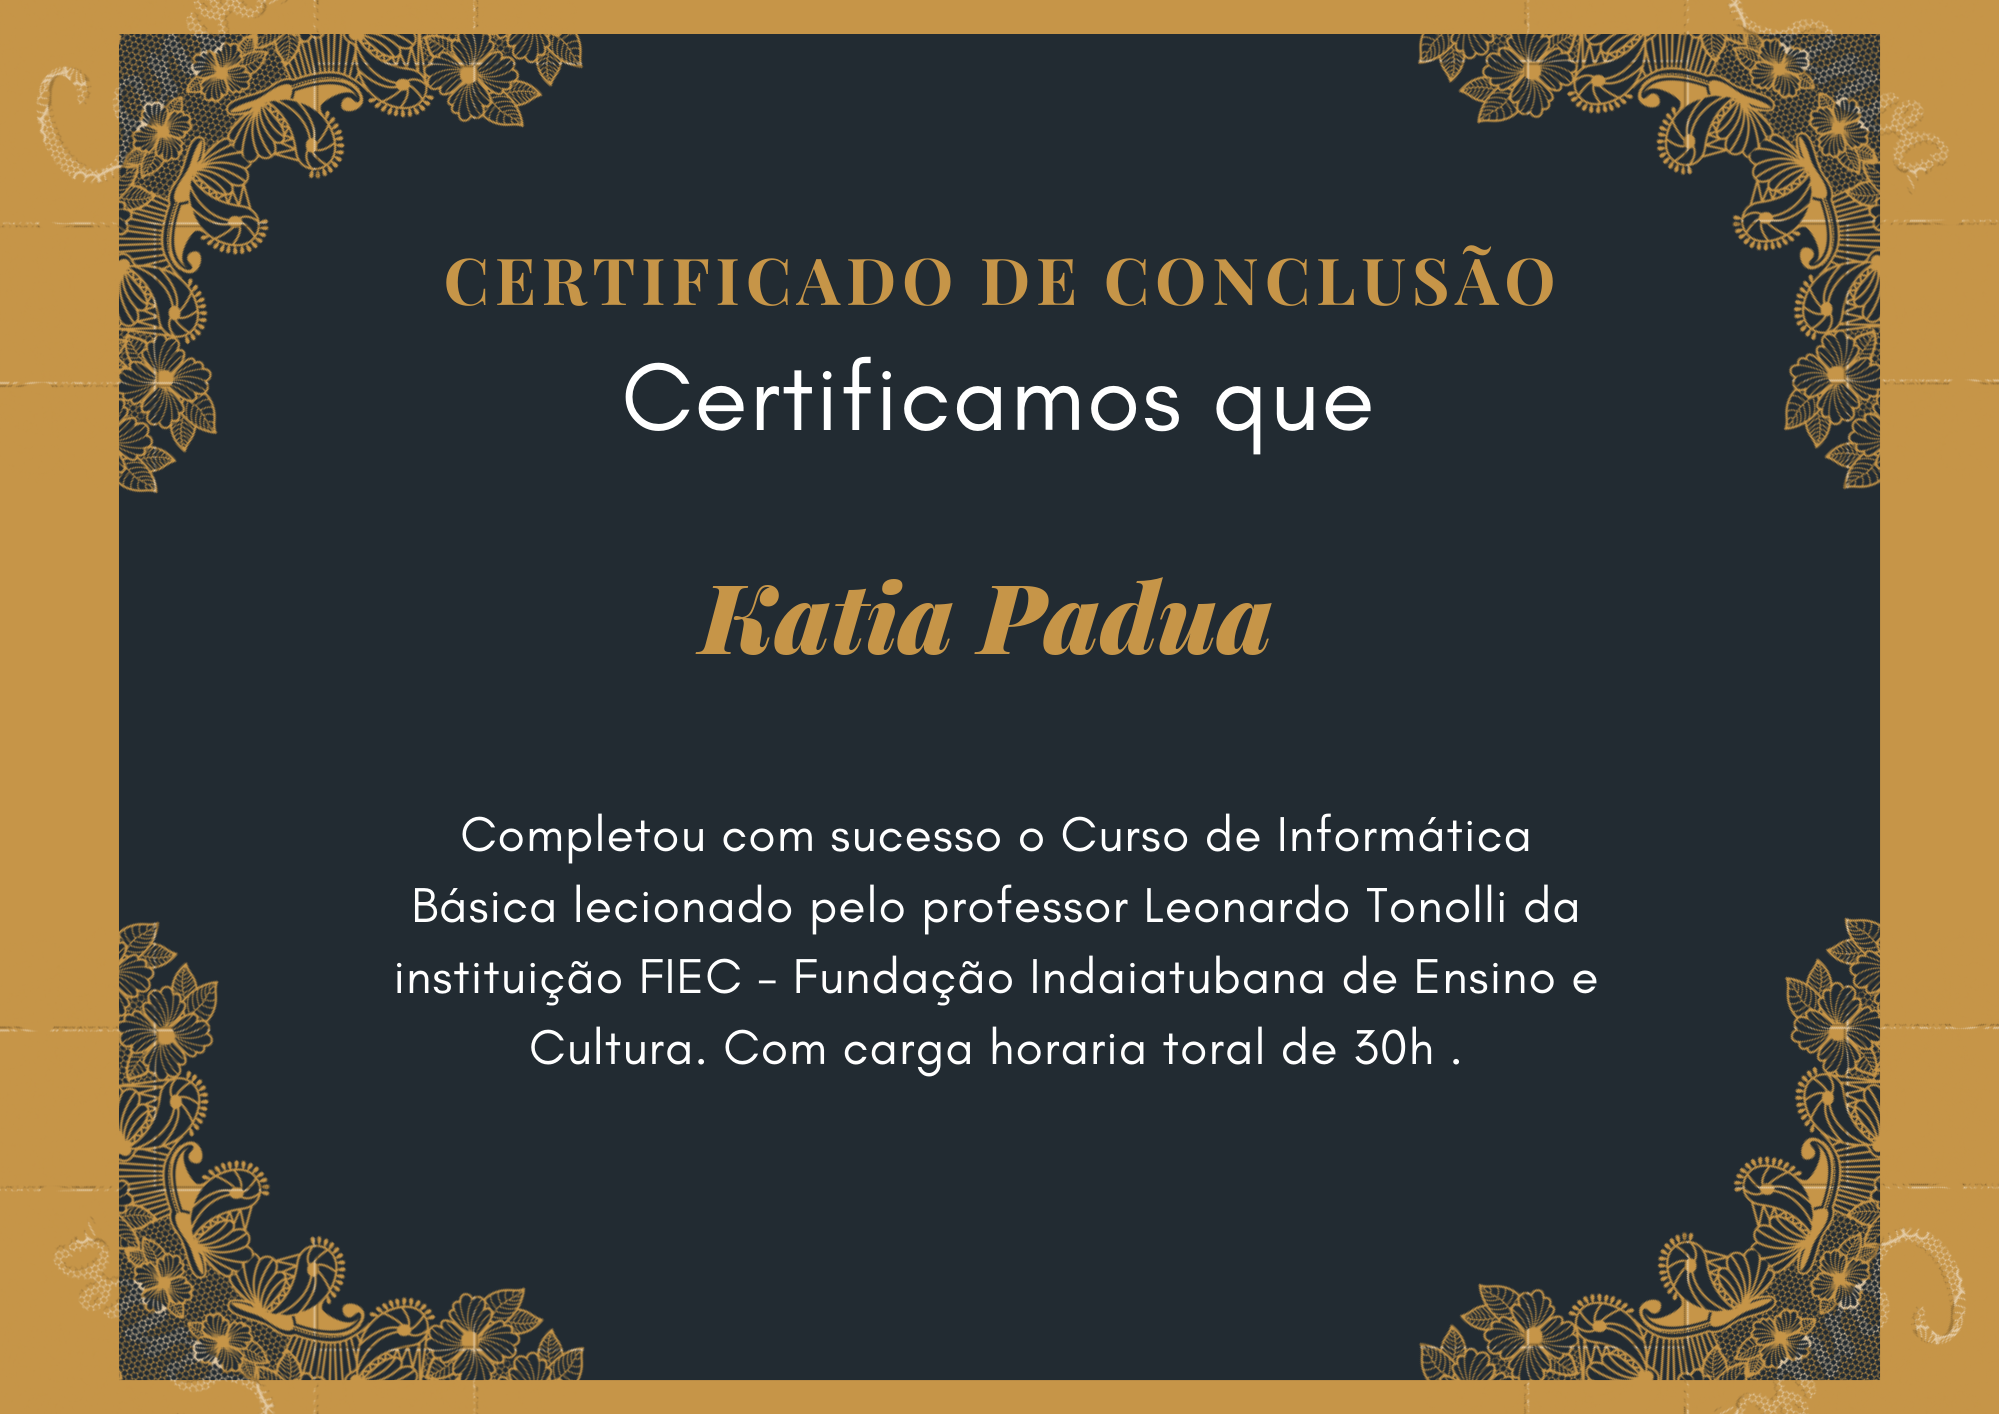 CERTIFICADO DE CONCLUSÃO
Certificamos que
Katia Padua
Completou com sucesso o Curso de Informática
Básica lecionado pelo professor Leonardo Tonolli da
instituição FIEC - Fundação Indaiatubana de Ensino e
Cultura. Com carga horaria toral de 30h .